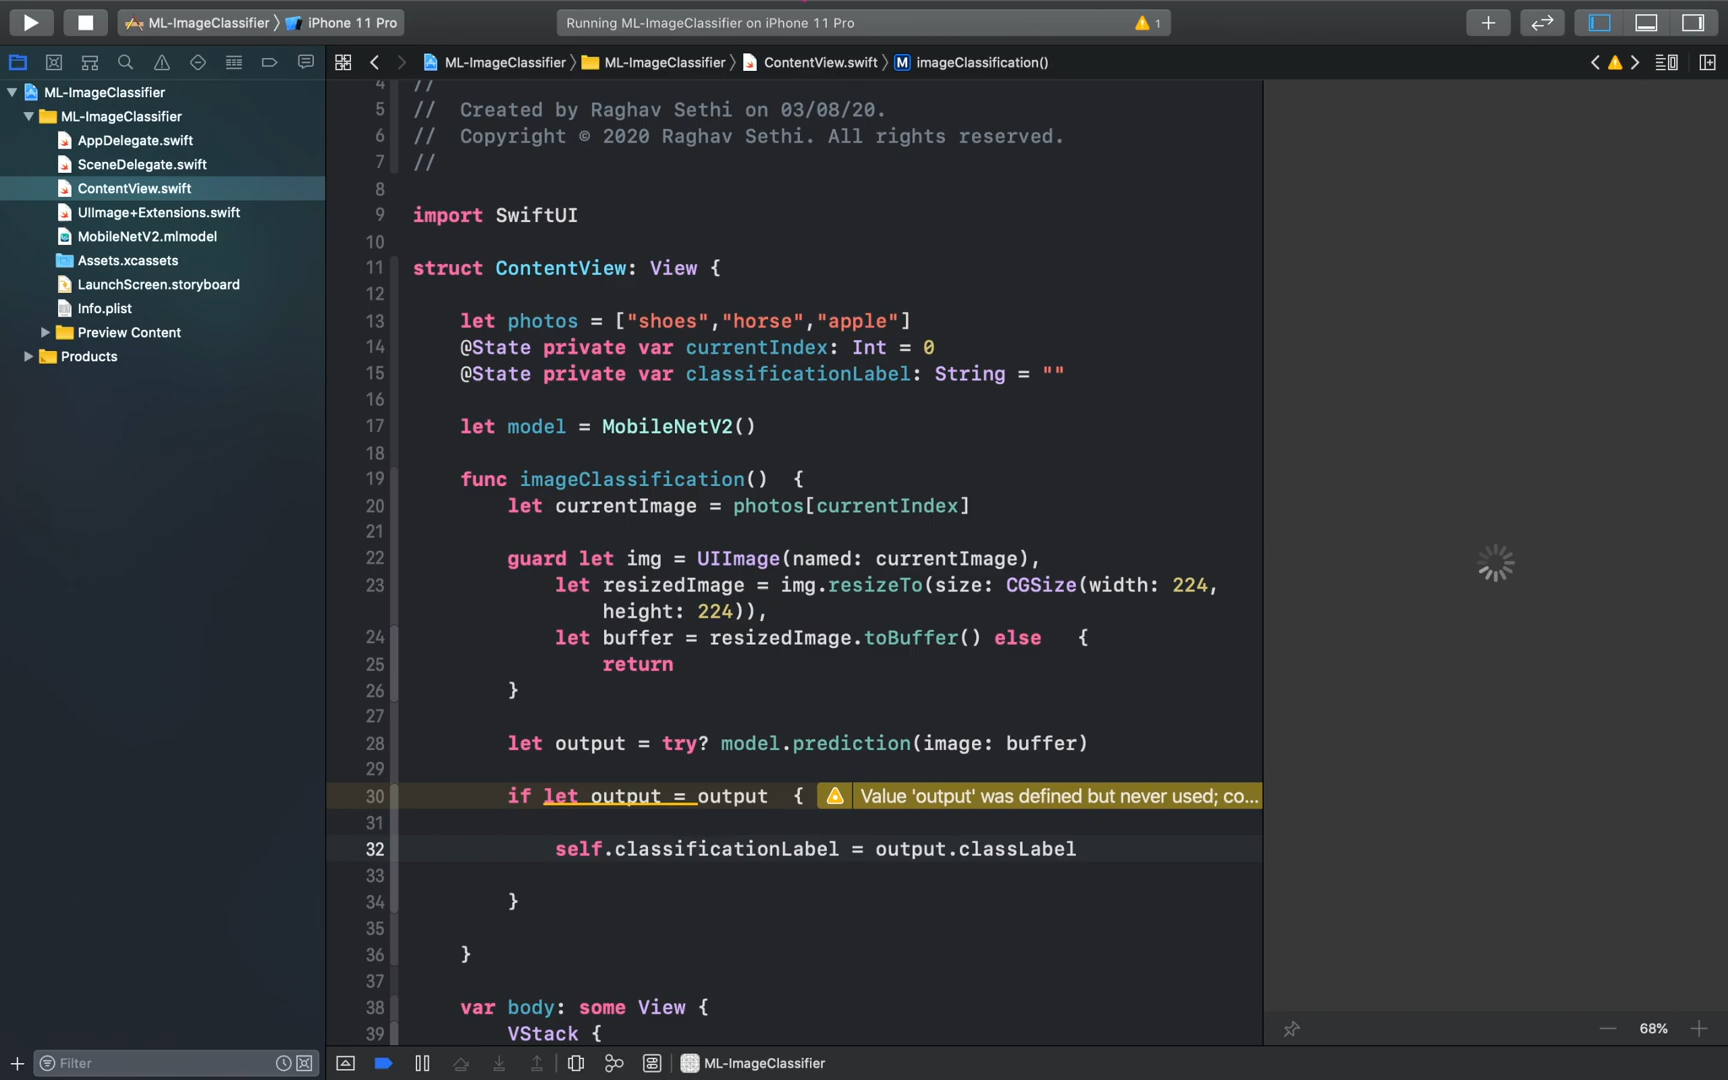 ML-ImageClassifier 〉 iPhone 11 Pro
Running ML-ImageClassifier on iPhone 11 Pro
1
ML-ImageClassifier 〉 ML-ImageClassifier 〉 ContentView.swift 〉 M imageClassification()
ML-ImageClassifier
ML-ImageClassifier
AppDelegate.swift
SceneDelegate.swift
ContentView.swift
UIImage+Extensions.swift
MobileNetV2.mlmodel
Assets.xcassets
LaunchScreen.storyboard
Info.plist
Preview Content
Products
4 //
5 // Created by Raghav Sethi on 03/08/20.
6 // Copyright © 2020 Raghav Sethi. All rights reserved.
7 //
8
9 import SwiftUI
10
11 struct ContentView: View {
12
13 let photos = ["shoes","horse","apple"]
14 @State private var currentIndex: Int = 0
15 @State private var classificationLabel: String = ""
16
17 let model = MobileNetV2()
18
19 func imageClassification() {
20 let currentImage = photos[currentIndex]
21
22 guard let img = UIImage(named: currentImage),
23 let resizedImage = img.resizeTo(size: CGSize(width: 224,
height: 224)),
24 let buffer = resizedImage.toBuffer() else {
25 return
26 }
27
28 let output = try? model.prediction(image: buffer)
29
30 if let output = output { Value 'output' was defined but never used; co...
31
32 self.classificationLabel = output.classLabel
33
34 }
35
36 }
37
38 var body: some View {
39 VStack {
68%
Filter
ML-ImageClassifier